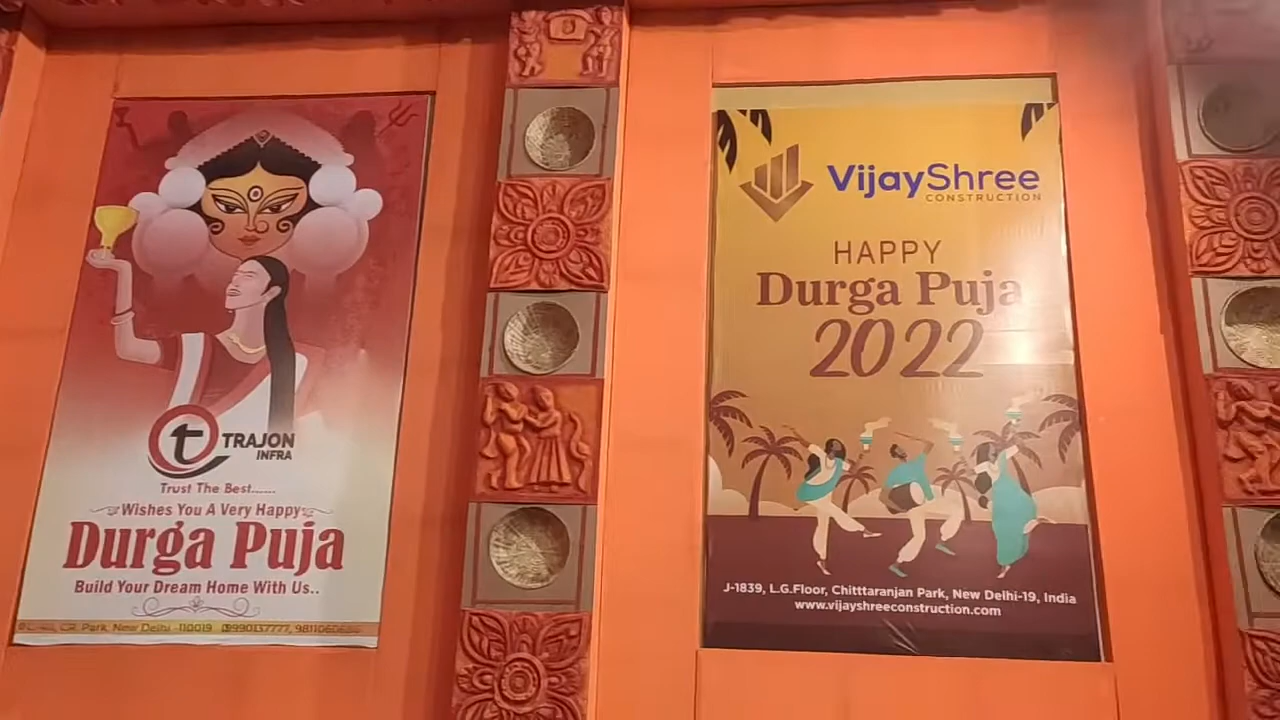 t TRAJON
INFRA
Trust The Best......
Wishes You A Very Happy
Durga Puja
Build Your Dream Home With Us..
CR Park, New Delhi -110019
VijayShree
CONSTRUCTION
HAPPY
Durga Puja
2022
J-1839, L.G.Floor, Chitttaranjan Park, New Delhi-19, India
www.vijayshreeconstruction.com